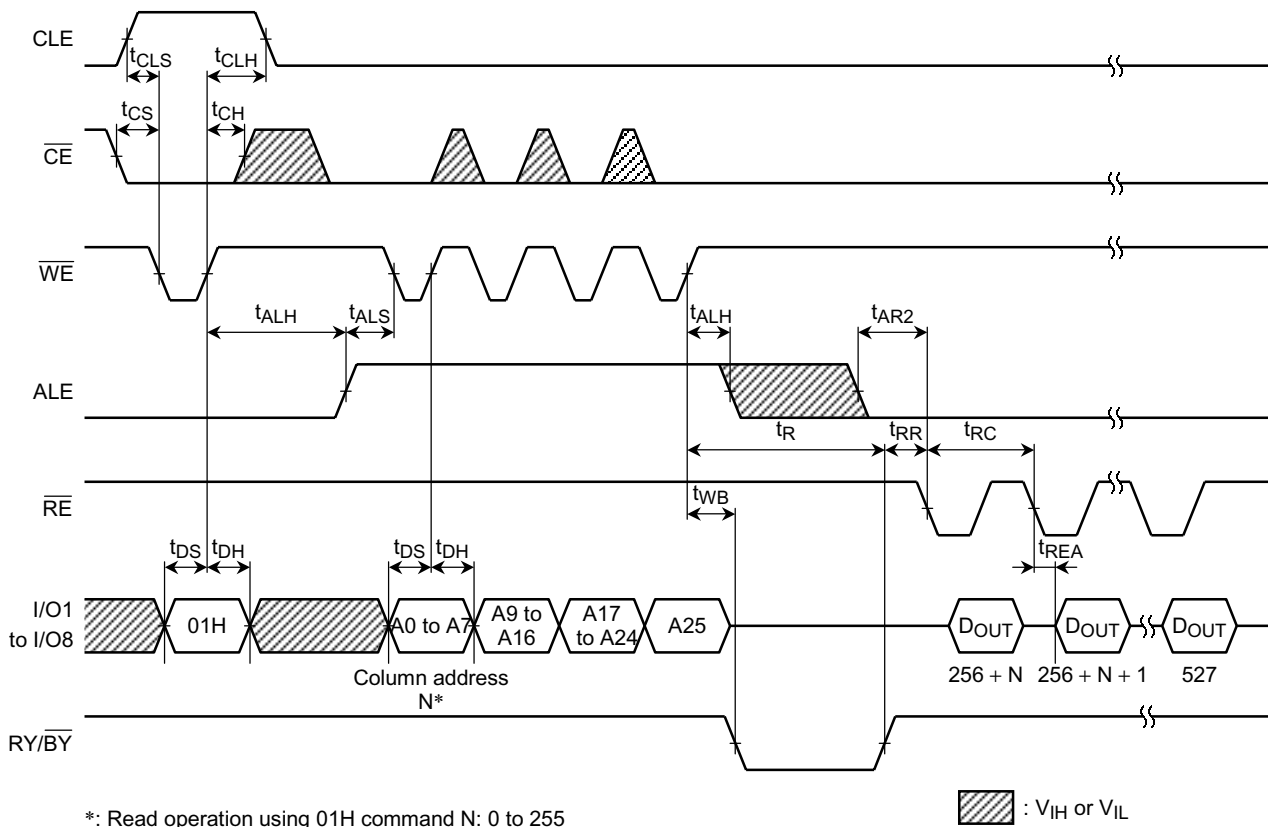 CLE
tCLS
tCLH
tCS
tCH
CE
WE
tALH
tALS
tALH
tAR2
ALE
tR
tRR
tRC
RE
tWB
tDS
tDH
tDS
tDH
tREA
I/O1
to I/O8
01H
A0 to A7
A9 to
A16
A17
to A24
A25
DOUT
DOUT
DOUT
Column address
N*
256 + N
256 + N + 1
527
RY/BY
*: Read operation using 01H command N: 0 to 255
: VIH or VIL